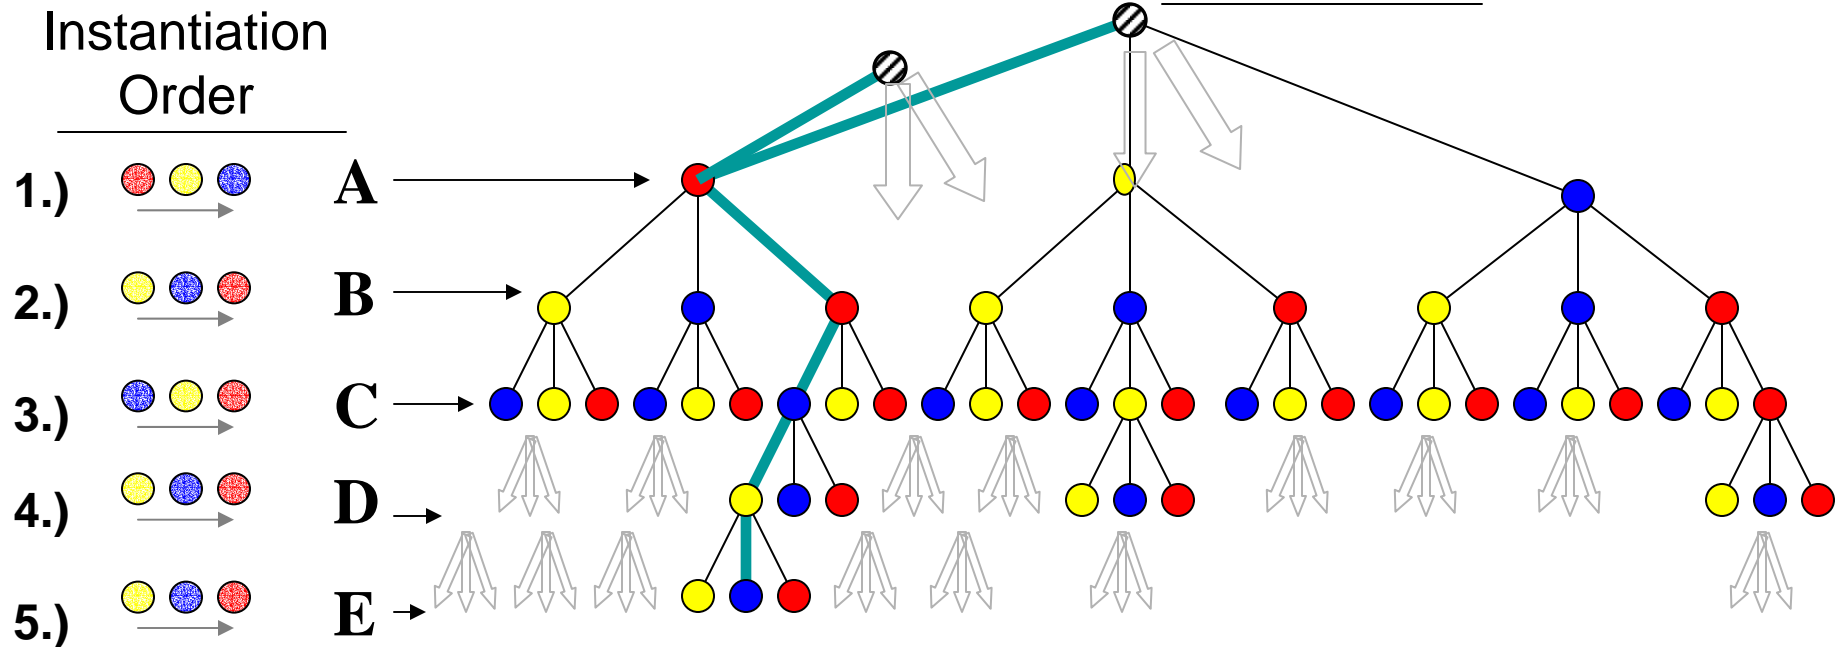 Instantiation
Order
1.) A
2.) B
3.) C
4.) D
5.) E